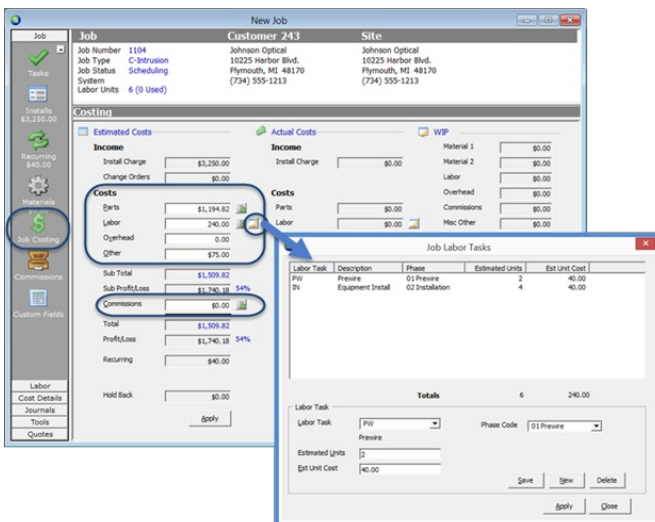 New Job
Job
Tasks
Installs
$3,250.00
Recurring
$40.00
Materials
Job Costing
Commissions
Custom Fields
Labor
Cost Details
Journals
Tools
Quotes
Job Customer 243 Site
Job Number 1104 Johnson Optical Johnson Optical
Job Type C-Intrusion 10225 Harbor Blvd. 10225 Harbor Blvd.
Job Status Scheduling Plymouth, MI 48170 Plymouth, MI 48170
System (734) 555-1213 (734) 555-1213
Labor Units 6 (0 Used)
Costing
Estimated Costs Actual Costs WIP
Income Income Material 1 $0.00
Install Charge $3,250.00 Install Charge $0.00 Material 2 $0.00
Change Orders $0.00 Labor $0.00
Costs Costs Overhead $0.00
Parts $1,194.82 Parts $0.00 Commissions $0.00
Labor 240.00 Labor $0.00 Misc Other $0.00
Overhead 0.00
Other $75.00
Sub Total $1,509.82
Sub Profit/Loss $1,740.18 54%
Commissions $0.00
Total $1,509.82
Profit/Loss $1,740.18 54%
Recurring $40.00
Hold Back $0.00
Apply
Job Labor Tasks
Labor Task Description Phase Estimated Units Est Unit Cost
PW Prewire 01 Prewire 2 40.00
IN Equipment Install 02 Installation 4 40.00
Totals 6 240.00
Labor Task
Labor Task PW Phase Code 01 Prewire
Prewire
Estimated Units 2
Est Unit Cost 40.00
Save New Delete
Apply Close